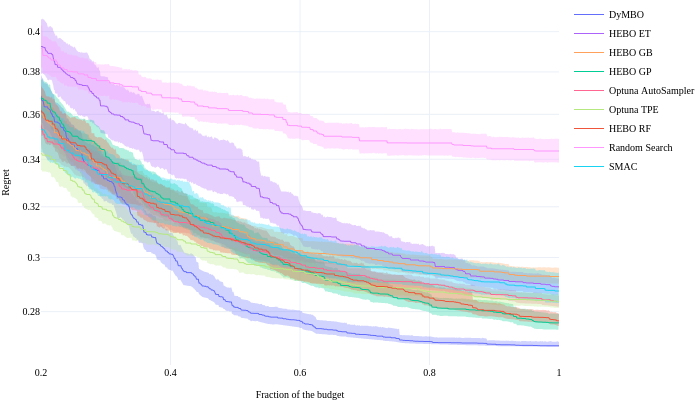 0.4
0.38
0.36
0.34
0.32
0.3
0.28
Regret
0.2
0.4
0.6
0.8
1
Fraction of the budget
DyMBO
HEBO ET
HEBO GB
HEBO GP
Optuna AutoSampler
Optuna TPE
HEBO RF
Random Search
SMAC